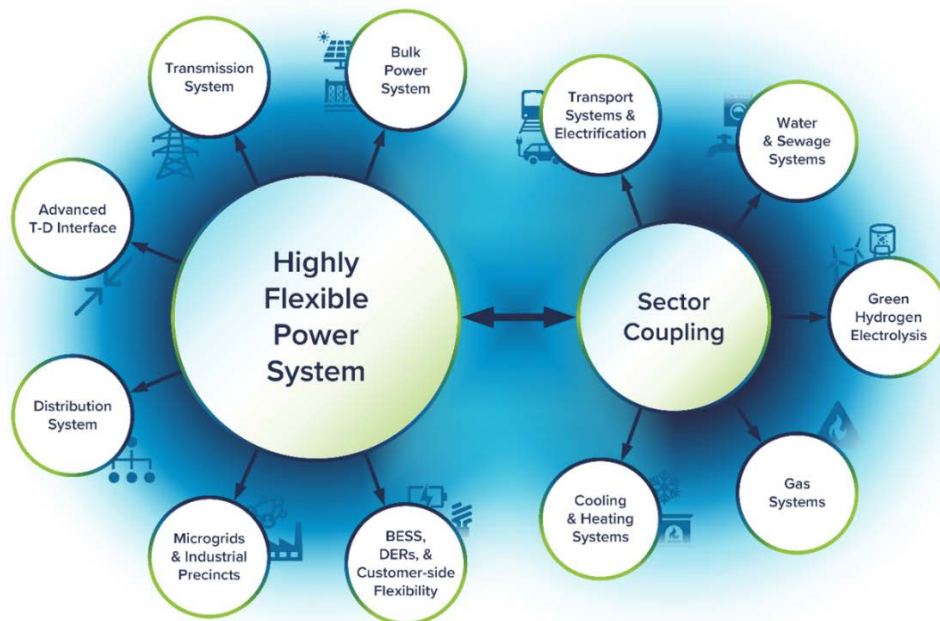 Transmission
System
Bulk
Power
System
Advanced
T-D Interface
Highly
Flexible
Power
System
Distribution
System
Microgrids
& Industrial
Precincts
BESS,
DERs, &
Customer-side
Flexibility
Transport
Systems &
Electrification
Water
& Sewage
Systems
Sector
Coupling
Green
Hydrogen
Electrolysis
Cooling
& Heating
Systems
Gas
Systems